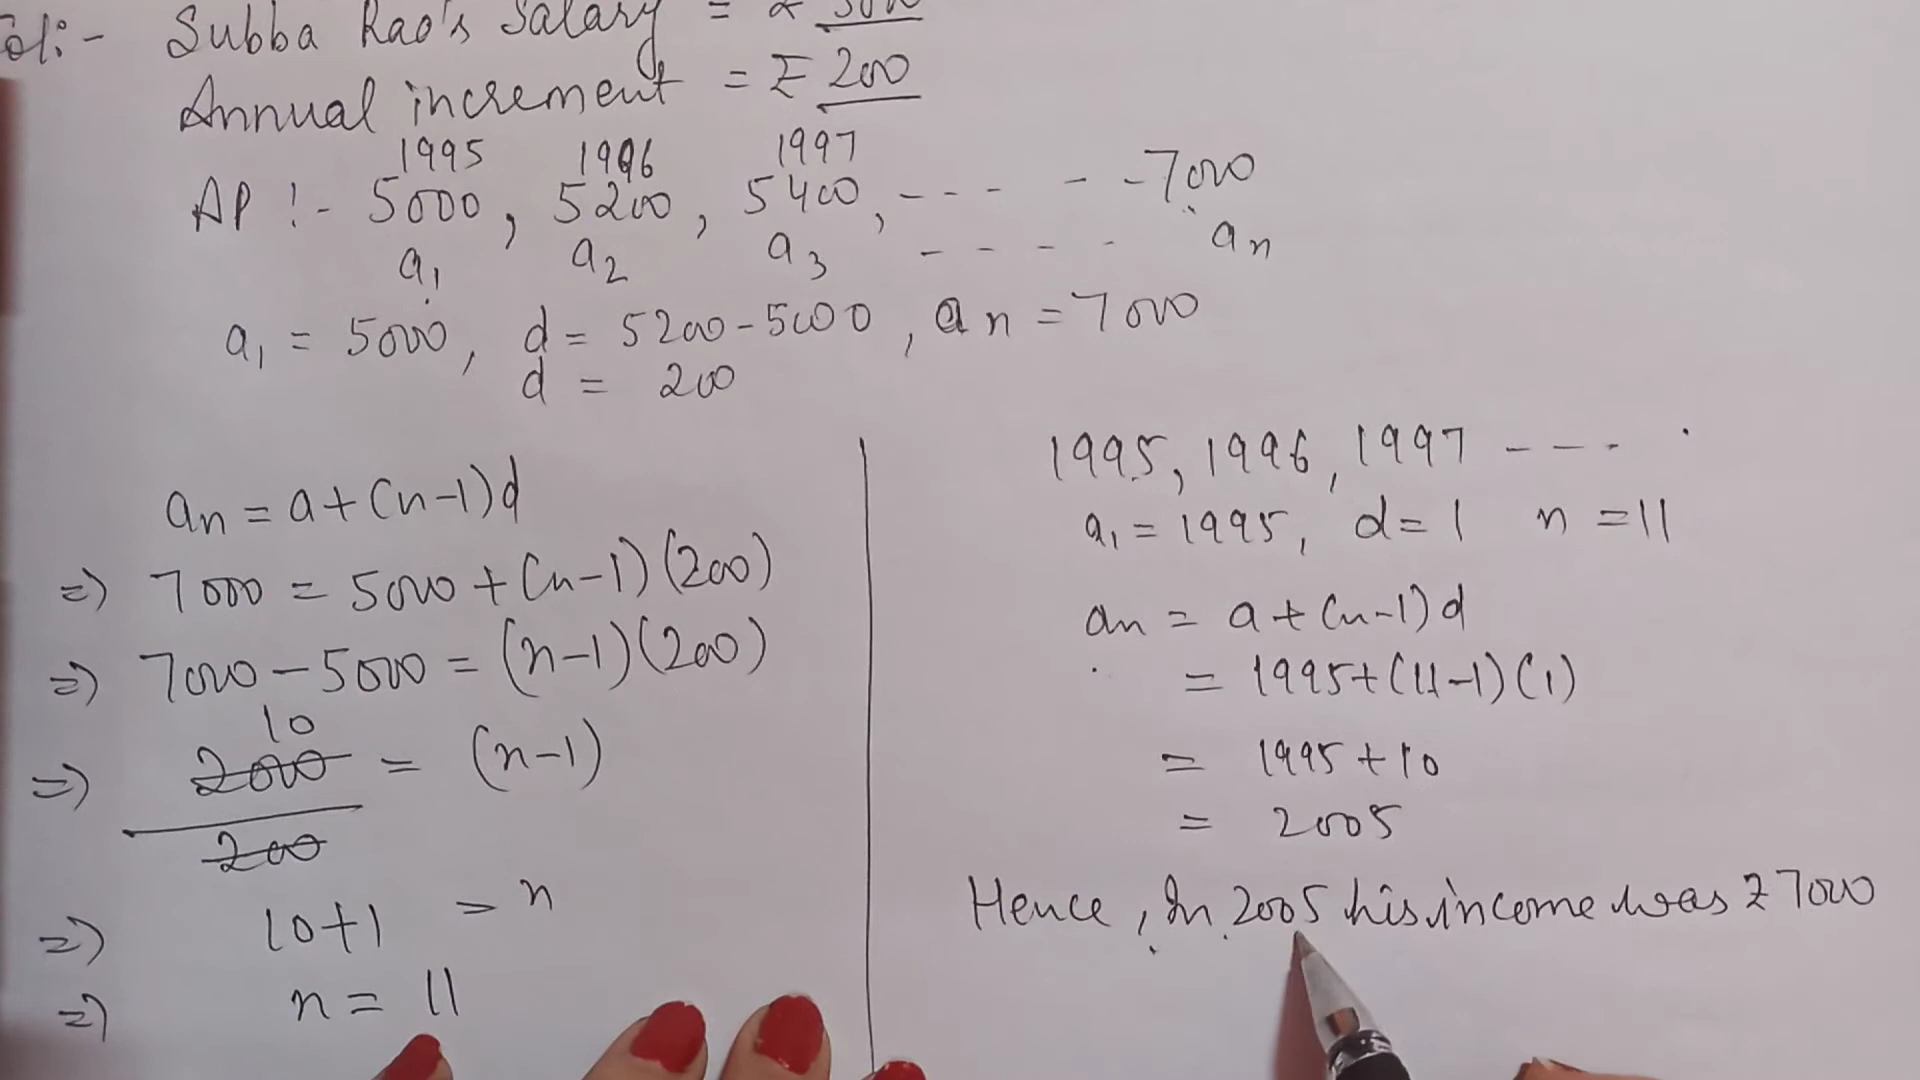 Sol:- Subba Rao's Salary = ₹ 5000
Annual increment = ₹ 200
1995 1996 1997
AP :- 5000, 5200, 5400, --- - - 7000
a₁ a₂ a₃ ---- aₙ
a₁ = 5000, d = 5200-5000, aₙ = 7000
d = 200
aₙ = a+(n-1)d
=) 7000 = 5000+(n-1)(200)
=) 7000-5000 = (n-1)(200)
10
=) 2000/200 = (n-1)
=) 10+1 = n
=) n = 11
1995, 1996, 1997 ----
a₁ = 1995, d=1 n=11
aₙ = a+(n-1)d
= 1995+(11-1)(1)
= 1995+10
= 2005
Hence, In 2005 his income was ₹ 7000